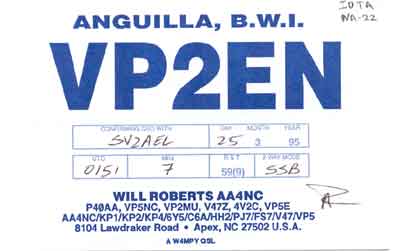 IOTA
NA-22
ANGUILLA, B.W.I.
VP2EN
CONFIRMING QSO WITH DAY MONTH YEAR
SV2AEL 25 3 95
UTC MHz RST 2-WAY MODE
0151 7 59(9) SSB
WILL ROBERTS AA4NC
P40AA, VP5NC, VP2MU, V47Z, 4V2C, VP5E
AA4NC/KP1/KP2/KP4/6Y5/C6A/HH2/PJ7/FS7/V47/VP5
8104 Lawdraker Road • Apex, NC 27502 U.S.A.
A W4MPY QSL